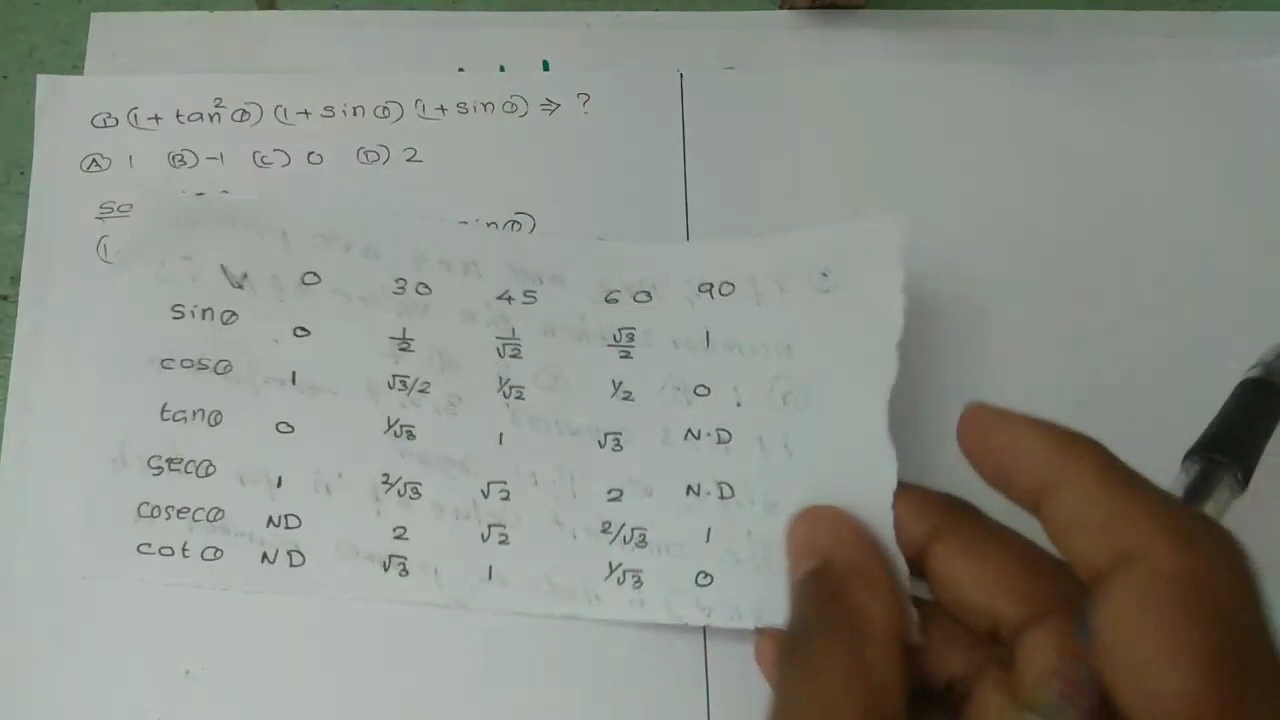 ① (1 + tan²θ) (1 + sinθ) (1 + sinθ) ⇒ ?
(A) 1 (B) -1 (C) 0 (D) 2
so
(1
0 30 45 60 90
sinθ 0 1/2 1/√2 √3/2 1
cosθ 1 √3/2 1/√2 1/2 0
tanθ 0 1/√3 1 √3 N.D
secθ 1 2/√3 √2 2 N.D
cosecθ ND 2 √2 2/√3 1
cotθ ND √3 1 1/√3 0